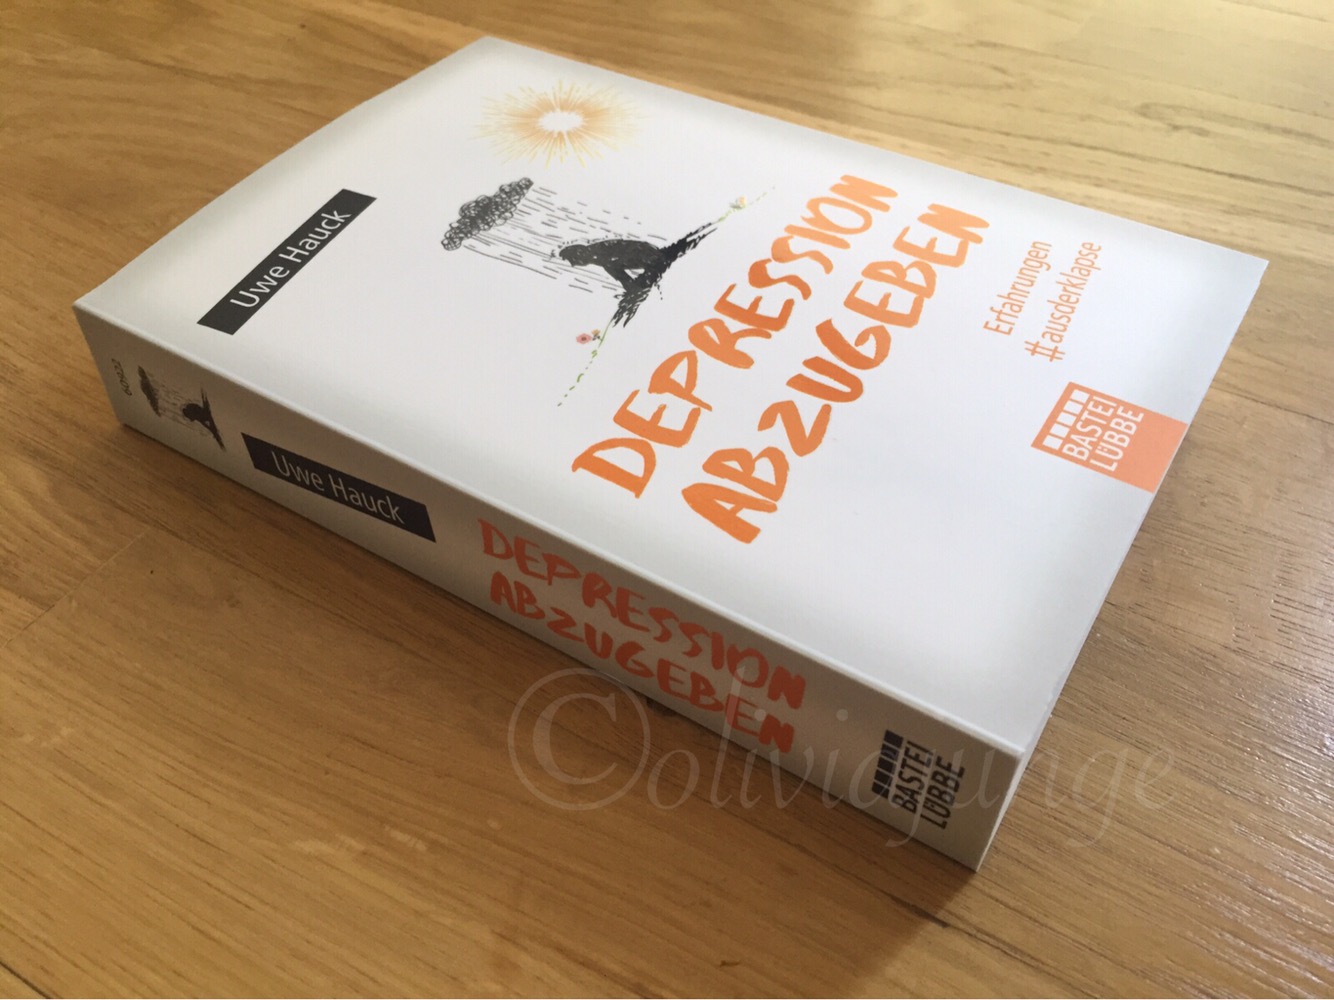 Uwe Hauck
DEPRESSION
ABZUGEBEN
Erfahrungen
#ausderklapse
BASTEI
LÜBBE
Uwe Hauck
DEPRESSION
ABZUGEBEN
BASTEI
LÜBBE
©oliviajunge